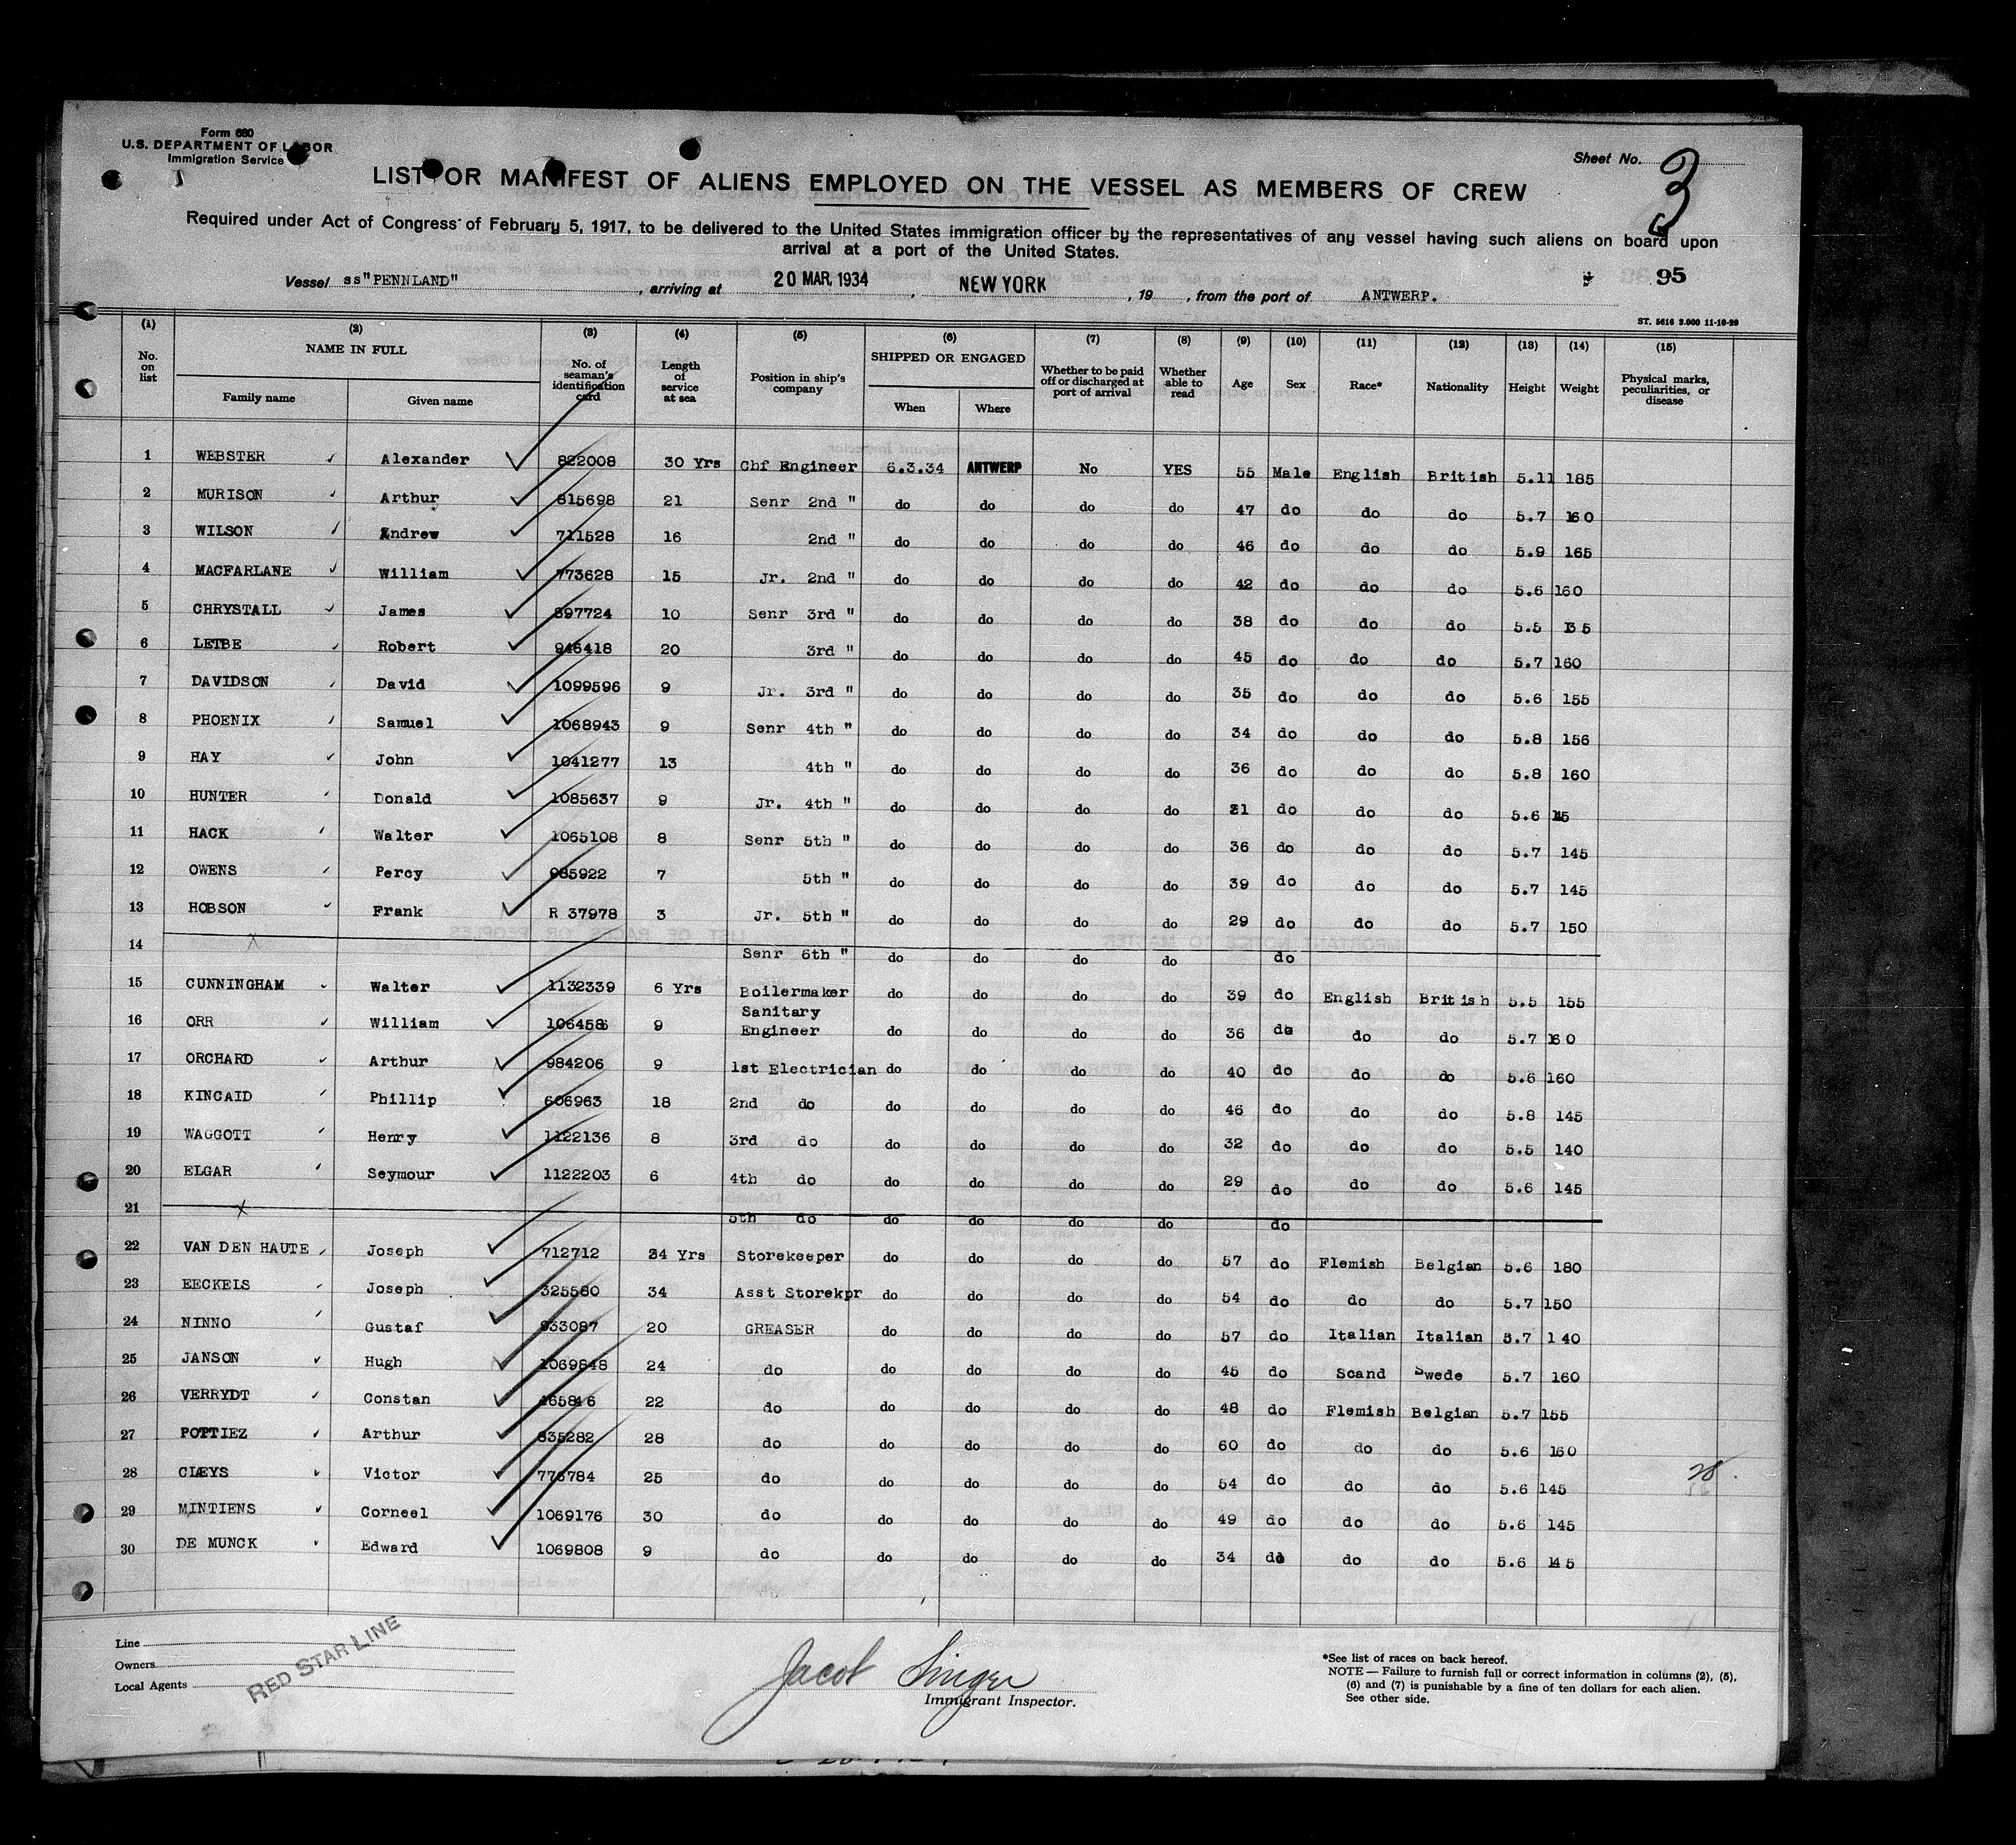 Form 680
U.S. DEPARTMENT OF LABOR
Immigration Service
Sheet No. 3
LIST OR MANIFEST OF ALIENS EMPLOYED ON THE VESSEL AS MEMBERS OF CREW
Required under Act of Congress of February 5, 1917, to be delivered to the United States immigration officer by the representatives of any vessel having such aliens on board upon
arrival at a port of the United States.
95
Vessel ss"PENNLAND", arriving at 20 MAR. 1934, NEW YORK, 19 , from the port of ANTWERP.
ST. 5616 3.000 11-10-29
(1) (2) (3) (4) (5) (6) (7) (8) (9) (10) (11) (12) (13) (14) (15)
No. on list NAME IN FULL Family name Given name No. of seaman's identification card Length of service at sea Position in ship's company SHIPPED OR ENGAGED When Where Whether to be paid off or discharged at port of arrival Whether able to read Age Sex Race* Nationality Height Weight Physical marks, peculiarities, or disease
1 WEBSTER Alexander 822008 30 Yrs Chf Engineer 6.3.34 ANTWERP No YES 55 Male English British 5.11 185
2 MURISON Arthur 815698 21 Senr 2nd " do do do do 47 do do do 5.7 160
3 WILSON Andrew 711528 16 2nd " do do do do 46 do do do 5.9 165
4 MACFARLANE William 773628 15 Jr. 2nd " do do do do 42 do do do 5.6 160
5 CHRYSTALL James 897724 10 Senr 3rd " do do do do 38 do do do 5.5 135
6 LETBE Robert 946418 20 3rd " do do do do 45 do do do 5.7 160
7 DAVIDSON David 1099596 9 Jr. 3rd " do do do do 35 do do do 5.6 155
8 PHOENIX Samuel 1068943 9 Senr 4th " do do do do 34 do do do 5.8 156
9 HAY John 1041277 13 4th " do do do do 36 do do do 5.8 160
10 HUNTER Donald 1085637 9 Jr. 4th " do do do do 31 do do do 5.6 145
11 HACK Walter 1065108 8 Senr 5th " do do do do 36 do do do 5.7 145
12 OWENS Percy 985922 7 5th " do do do do 39 do do do 5.7 145
13 HOBSON Frank R 37978 3 Jr. 5th " do do do do 29 do do do 5.7 150
14 X Senr 6th " do do do do do
15 CUNNINGHAM Walter 1132339 6 Yrs Boilermaker do do do do 39 do English British 5.5 155
16 ORR William 9 Sanitary Engineer do do do do 36 do do do 5.7 160
17 ORCHARD Arthur 984206 9 1st Electrician do do do do 40 do do do 5.6 160
18 KINCAID Phillip 606963 18 2nd do do do do do 46 do do do 5.8 145
19 WAGGOTT Henry 1122136 8 3rd do do do do do 32 do do do 5.5 140
20 ELGAR Seymour 1122203 6 4th do do do do do 29 do do do 5.6 145
21 X 5th do do do do do do
22 VAN DEN HAUTE Joseph 712712 34 Yrs Storekeeper do do do do 57 do Flemish Belgian 5.6 180
23 EECKELS Joseph 325580 34 Asst Storekpr do do do do 54 do do do 5.7 150
24 NINNO Gustaf 933087 20 GREASER do do do do 57 do Italian Italian 5.7 140
25 JANSON Hugh 1069848 24 do do do do do 45 do Scand Swede 5.7 160
26 VERRYDT Constan 465846 22 do do do do do 48 do Flemish Belgian 5.7 155
27 POTTIEZ Arthur 835282 28 do do do do do 60 do do do 5.6 160
28 CLAEYS Victor 776784 25 do do do do do 54 do do do 5.6 145
29 MINTIENS Corneel 1069176 30 do do do do do 49 do do do 5.6 145
30 DE MUNCK Edward 1069808 9 do do do do do 34 do do do 5.6 145
28
Line
Owners
Local Agents
RED STAR LINE
Jacob Singer
Immigrant Inspector.
*See list of races on back hereof.
NOTE — Failure to furnish full or correct information in columns (2), (5),
(6) and (7) is punishable by a fine of ten dollars for each alien.
See other side.